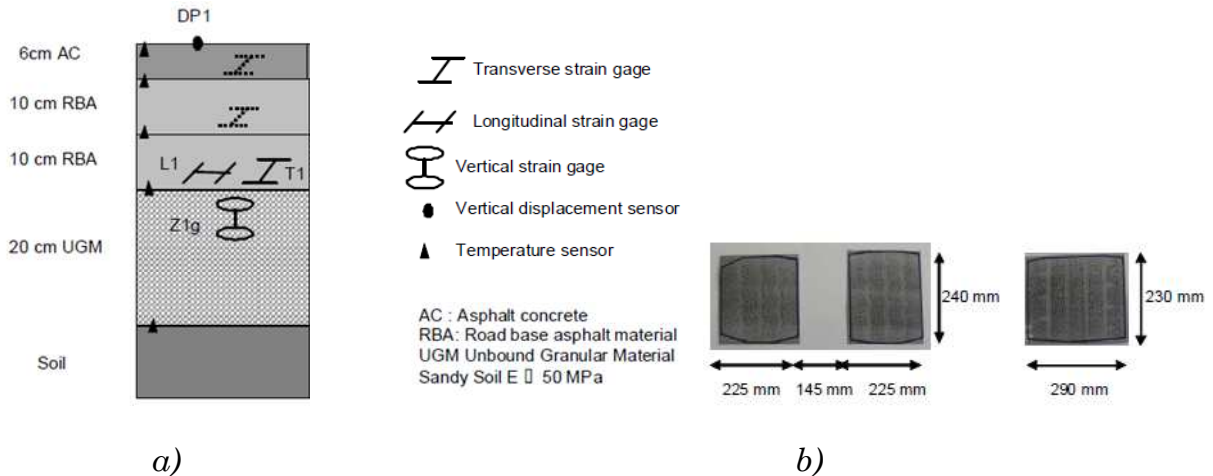 DP1
6cm AC
10 cm RBA
10 cm RBA
L1
T1
Z1g
20 cm UGM
Soil
Transverse strain gage
Longitudinal strain gage
Vertical strain gage
Vertical displacement sensor
Temperature sensor
AC : Asphalt concrete
RBA: Road base asphalt material
UGM Unbound Granular Material
Sandy Soil E ▯ 50 MPa
240 mm
230 mm
225 mm
145 mm
225 mm
290 mm
a)
b)